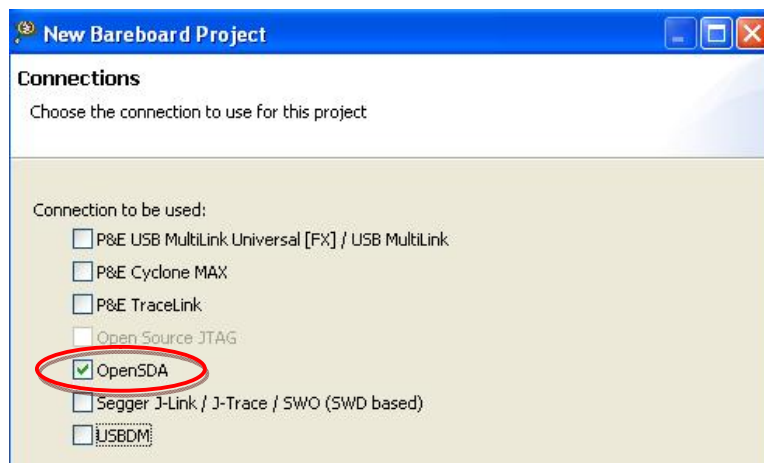 New Bareboard Project
Connections
Choose the connection to use for this project
Connection to be used:
P&E USB MultiLink Universal [FX] / USB MultiLink
P&E Cyclone MAX
P&E TraceLink
Open Source JTAG
OpenSDA
Segger J-Link / J-Trace / SWO (SWD based)
USBDM